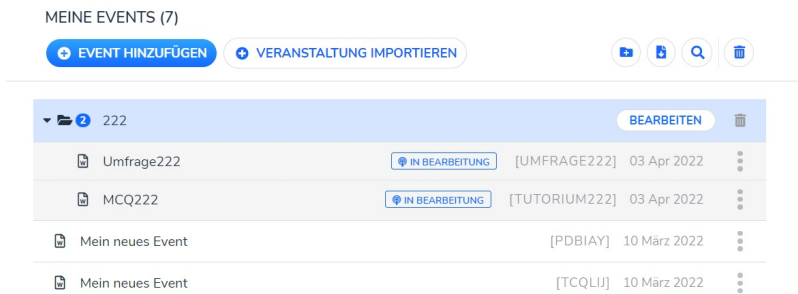 MEINE EVENTS (7)
EVENT HINZUFÜGEN VERANSTALTUNG IMPORTIEREN
2 222 BEARBEITEN
Umfrage222 IN BEARBEITUNG [UMFRAGE222] 03 Apr 2022
MCQ222 IN BEARBEITUNG [TUTORIUM222] 03 Apr 2022
Mein neues Event [PDBIAY] 10 März 2022
Mein neues Event [TCQLIJ] 10 März 2022